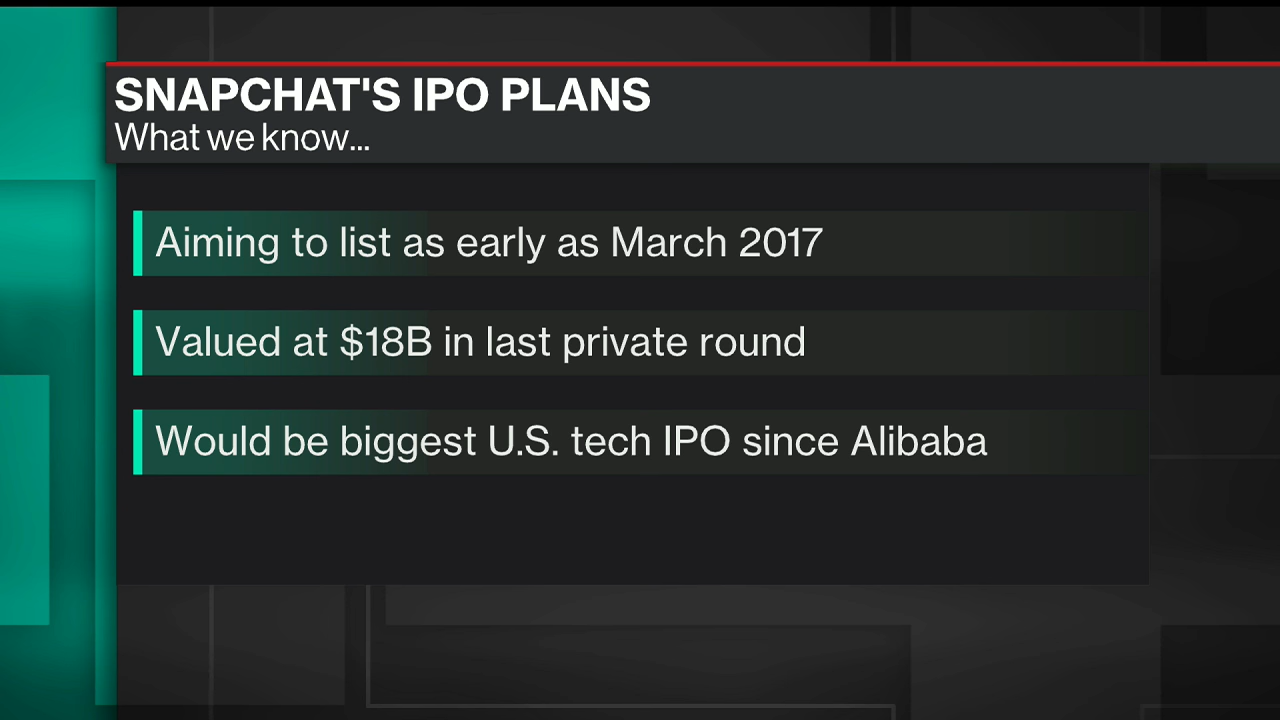 SNAPCHAT'S IPO PLANS
What we know...
Aiming to list as early as March 2017
Valued at $18B in last private round
Would be biggest U.S. tech IPO since Alibaba